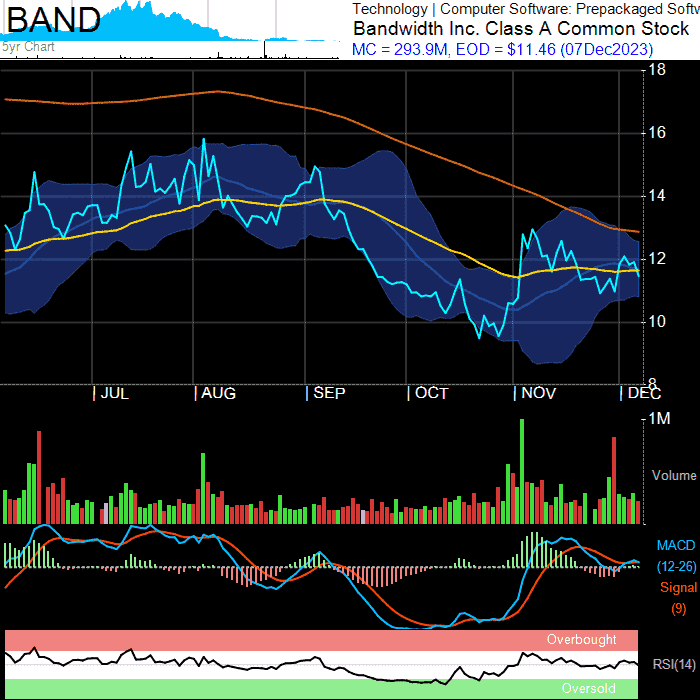 BAND
5yr Chart
Technology | Computer Software: Prepackaged Softw
Bandwidth Inc. Class A Common Stock
MC = 293.9M, EOD = $11.46 (07Dec2023)
18
16
14
12
10
8
| JUL | AUG | SEP | OCT | NOV | DEC
1M
Volume
MACD
(12-26)
Signal
(9)
Overbought
RSI(14)
Oversold